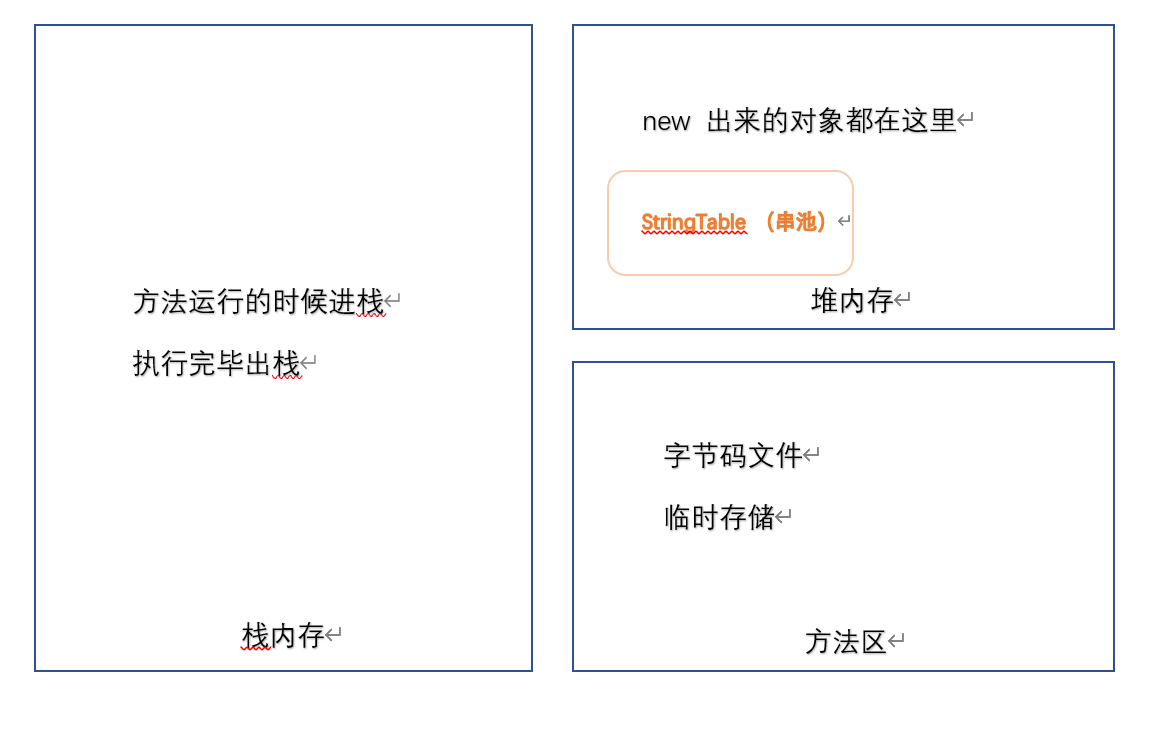 方法运行的时候进栈
执行完毕出栈
栈内存
new 出来的对象都在这里
StringTable （串池）
堆内存
字节码文件
临时存储
方法区